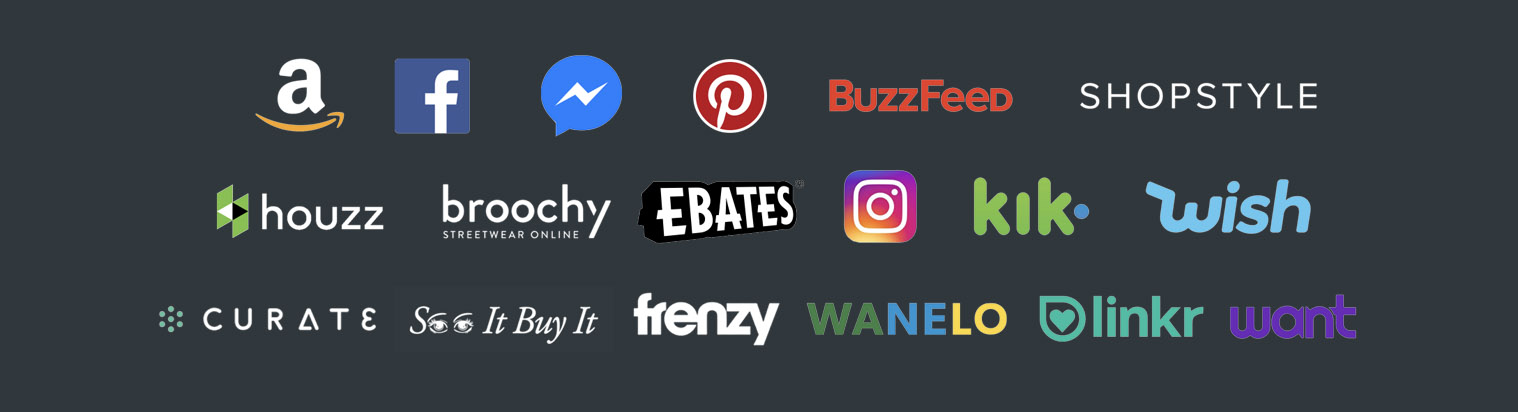 a f BuzzFeed SHOPSTYLE
houzz broochy EBATES kik wish
STREETWEAR ONLINE
CURATE See It Buy It frenzy WANELO linkr want